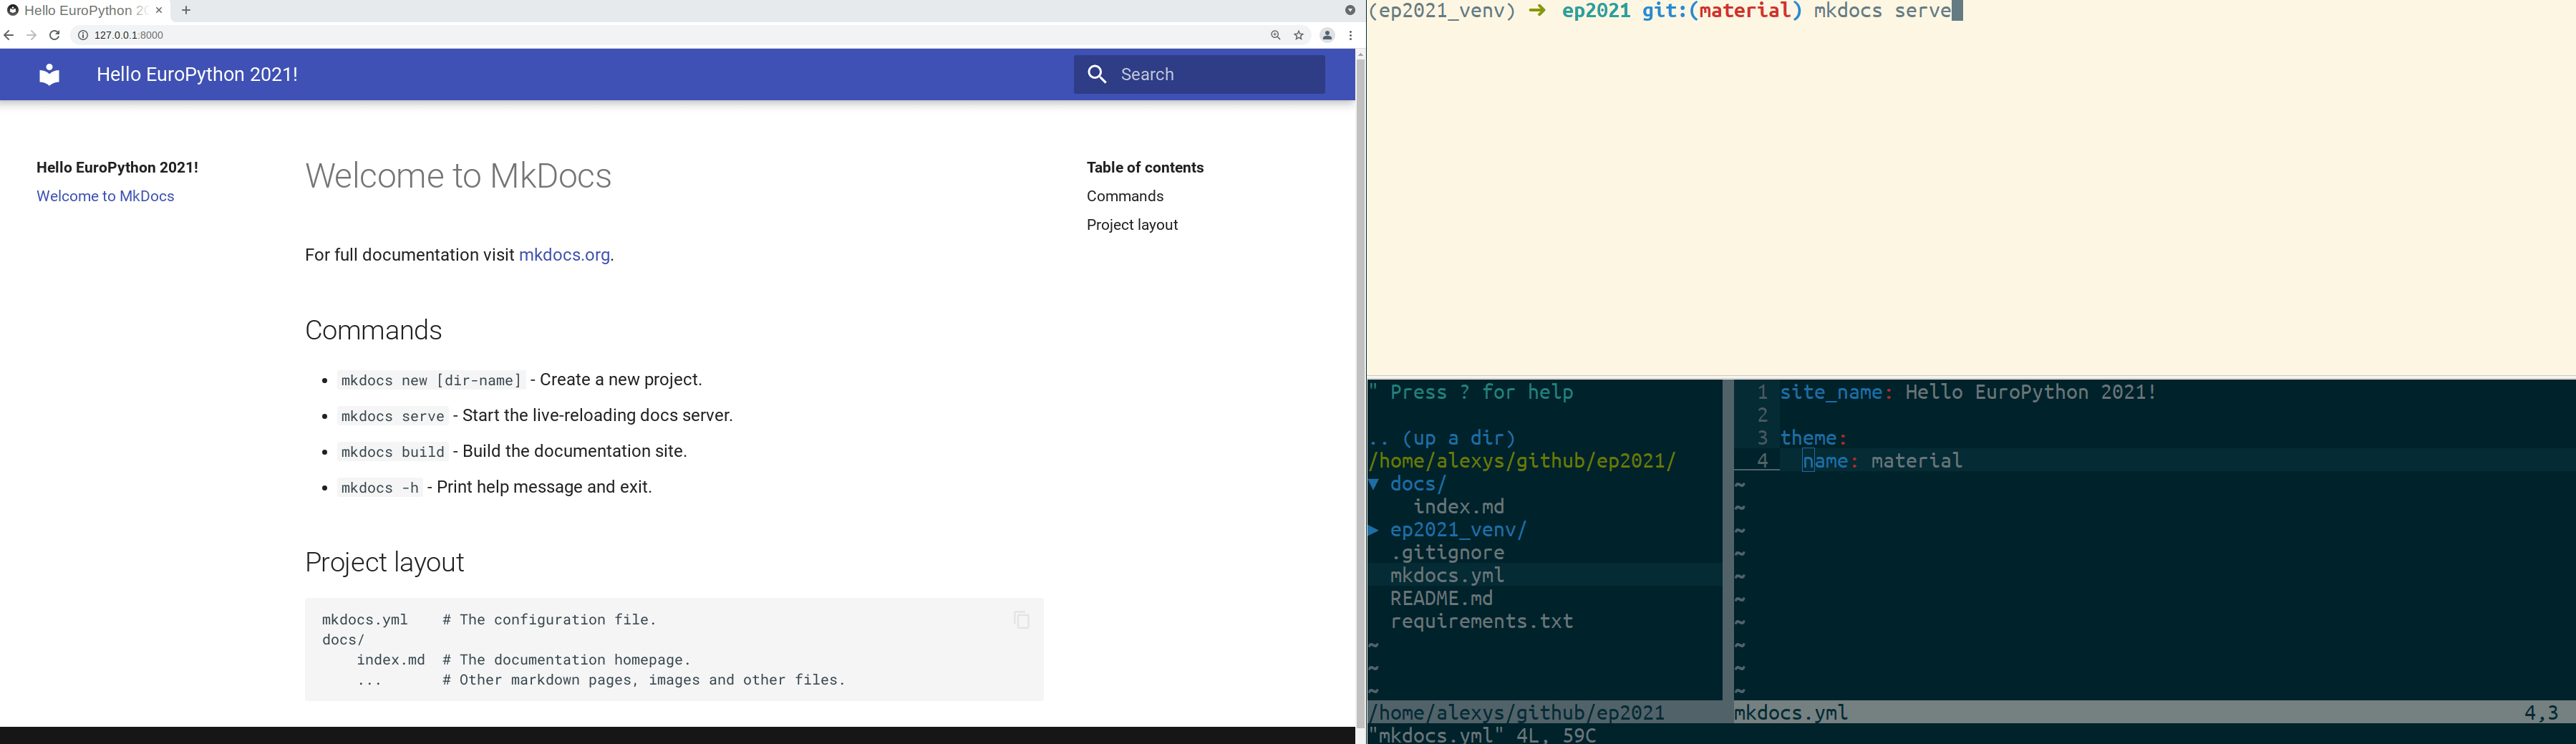 Hello EuroPython 20
127.0.0.1:8000
Hello EuroPython 2021!
Search
Hello EuroPython 2021!
Welcome to MkDocs
Welcome to MkDocs
For full documentation visit mkdocs.org.
Commands
mkdocs new [dir-name] - Create a new project.
mkdocs serve - Start the live-reloading docs server.
mkdocs build - Build the documentation site.
mkdocs -h - Print help message and exit.
Project layout
mkdocs.yml    # The configuration file.
docs/
    index.md  # The documentation homepage.
    ...       # Other markdown pages, images and other files.
Table of contents
Commands
Project layout
(ep2021_venv) ➜ ep2021 git:(material) mkdocs serve
" Press ? for help
.. (up a dir)
/home/alexys/github/ep2021/
▼ docs/
    index.md
▶ ep2021_venv/
  .gitignore
  mkdocs.yml
  README.md
  requirements.txt
~
~
~
/home/alexys/github/ep2021
"mkdocs.yml" 4L, 59C
1 site_name: Hello EuroPython 2021!
2
3 theme:
4   name: material
~
~
~
~
~
~
~
~
~
~
mkdocs.yml 4,3